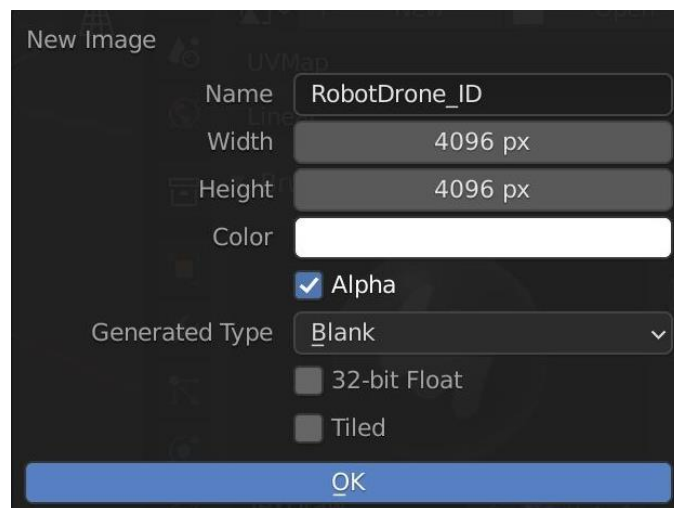 New Image
Name RobotDrone_ID
Width 4096 px
Height 4096 px
Color
Alpha
Generated Type Blank
32-bit Float
Tiled
OK
UVMap